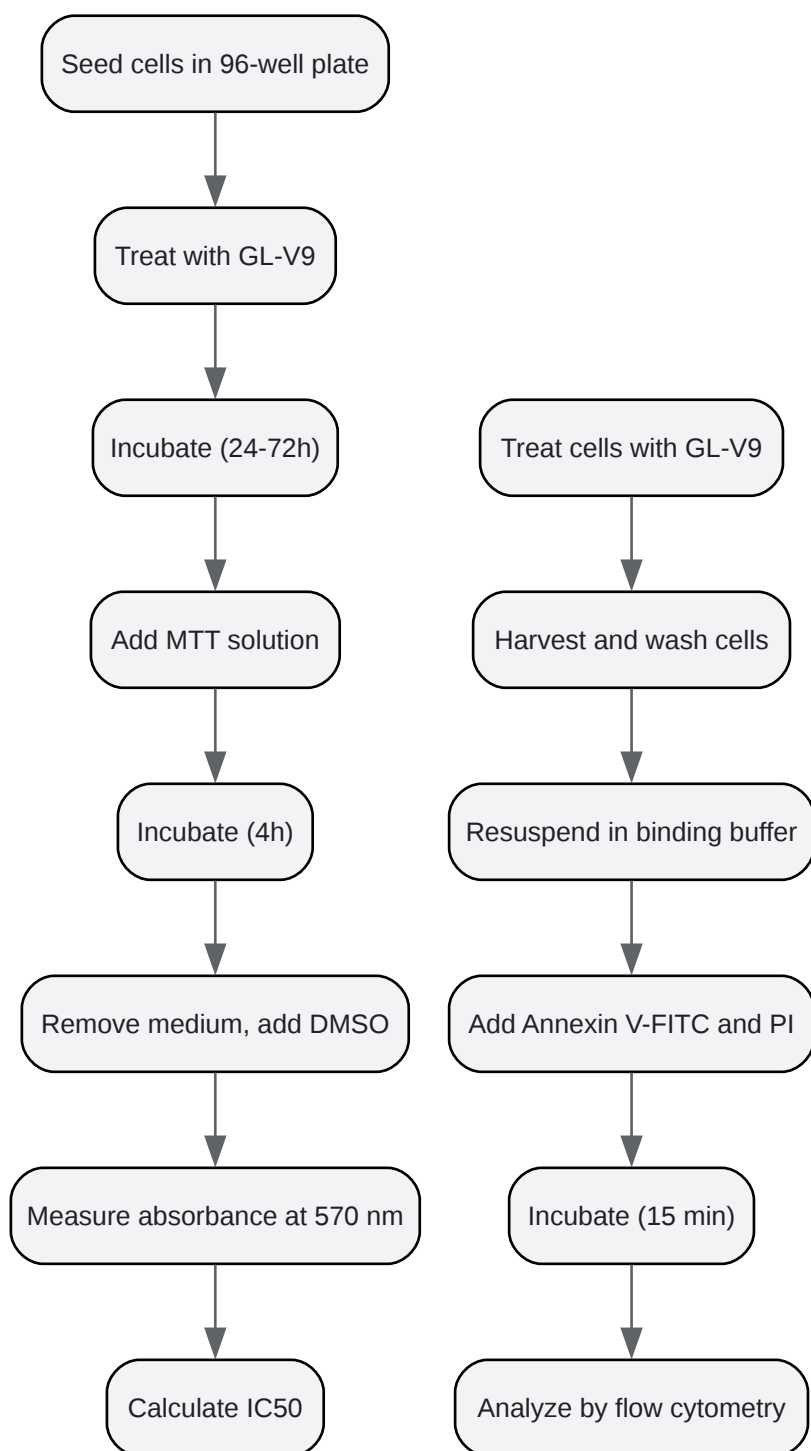 Seed cells in 96-well plate
Treat with GL-V9
Incubate (24-72h)
Add MTT solution
Incubate (4h)
Remove medium, add DMSO
Measure absorbance at 570 nm
Calculate IC50
Treat cells with GL-V9
Harvest and wash cells
Resuspend in binding buffer
Add Annexin V-FITC and PI
Incubate (15 min)
Analyze by flow cytometry